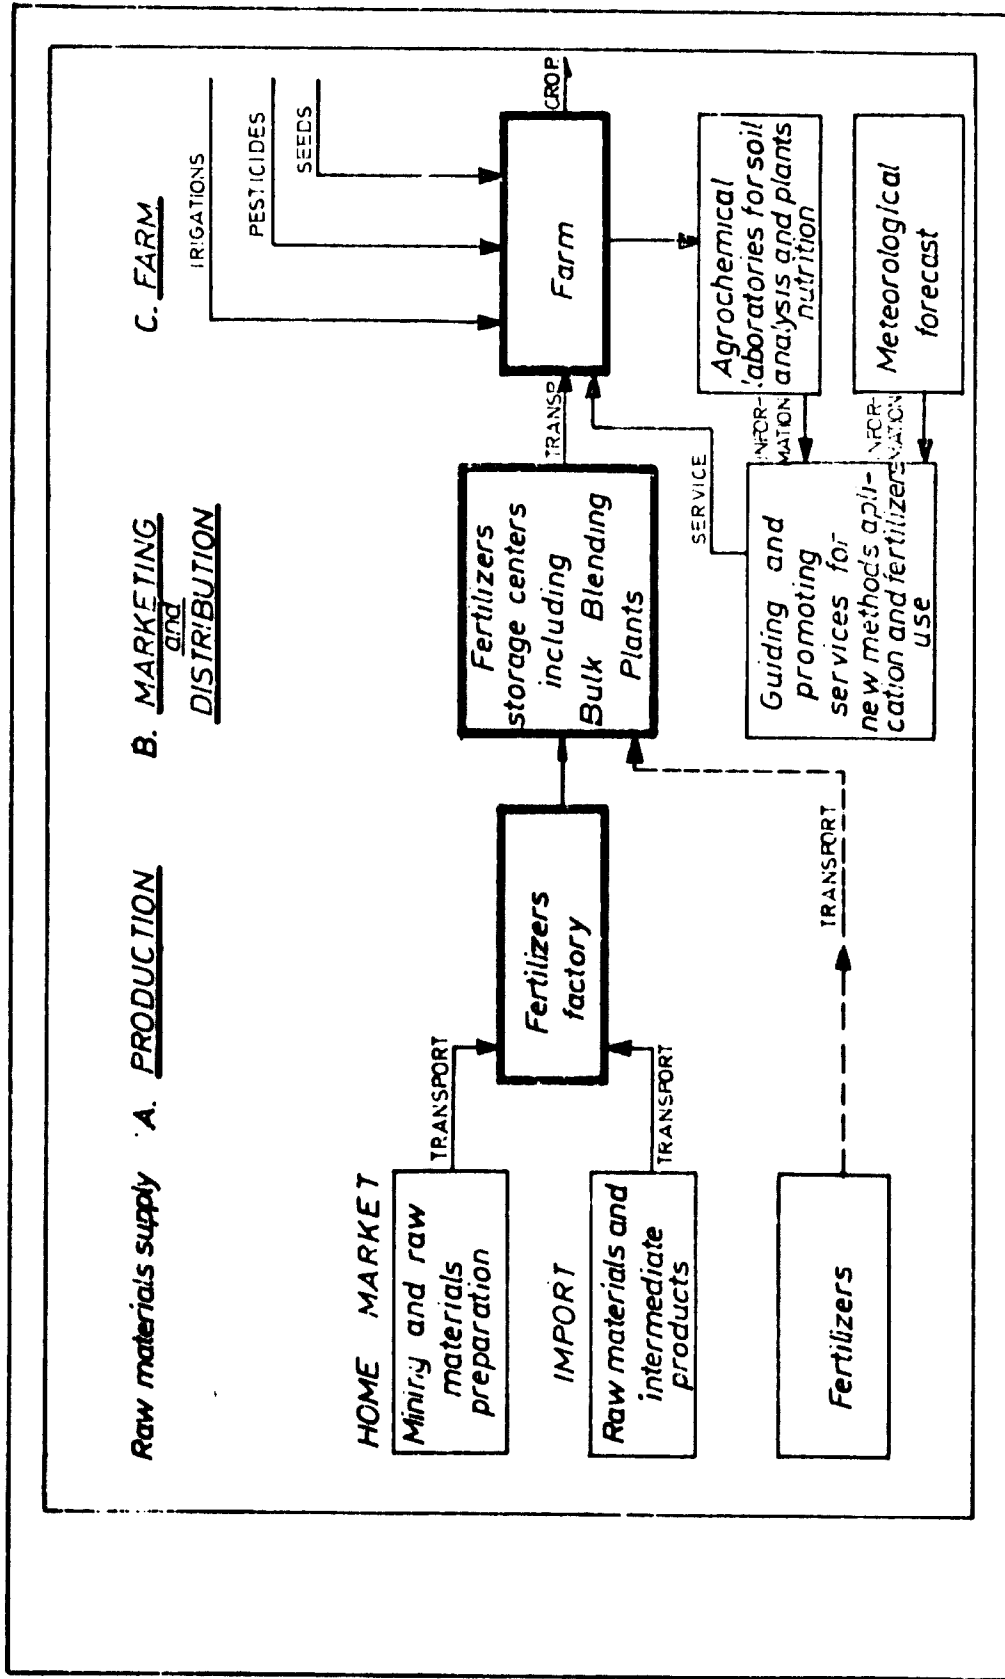 Raw materials supply
A. PRODUCTION
B. MARKETING
and
DISTRIBUTION
C. FARM
HOME MARKET
Mining and raw
materials
preparation
TRANSPORT
IMPORT
Raw materials and
intermediate
products
TRANSPORT
Fertilizers
TRANSPORT
Fertilizers
factory
Fertilizers
storage centers
including
Bulk Blending
Plants
TRANSP.
SERVICE
Guiding and
promoting
services for
new methods apli-
cation and fertilizers
use
INFOR-
MATION
INFOR-
MATION
IRIGATIONS
PESTICIDES
SEEDS
Farm
CROP
Agrochemical
laboratories for soil
analysis and plants
nutrition
Meteorological
forecast